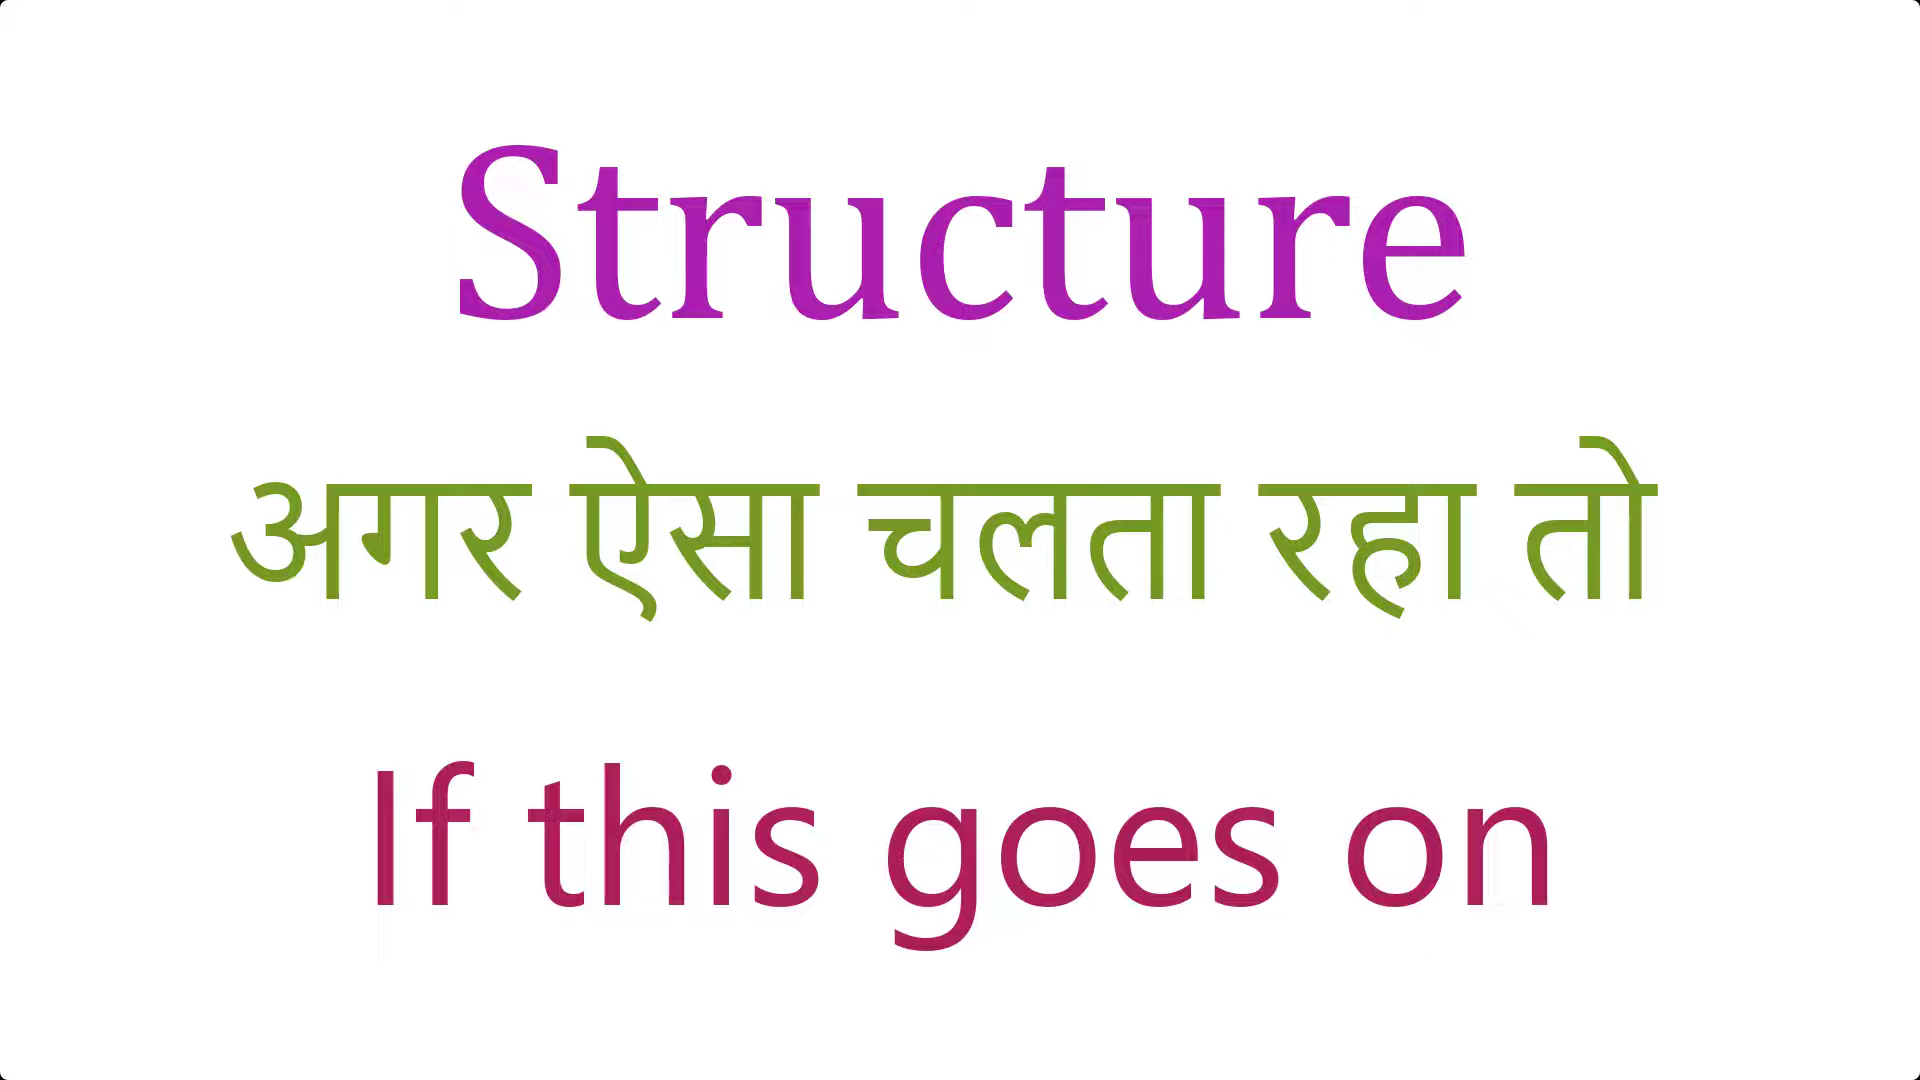 Structure
अगर ऐसा चलता रहा तो
If this goes on